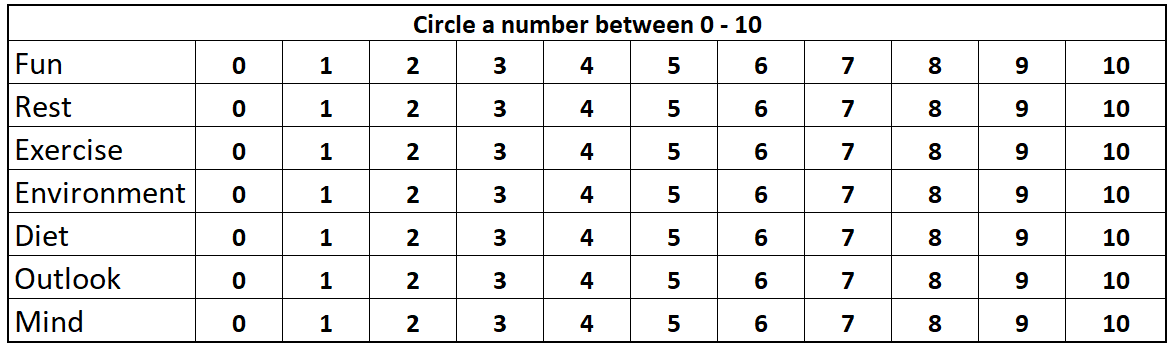 Circle a number between 0 - 10
Fun 0 1 2 3 4 5 6 7 8 9 10
Rest 0 1 2 3 4 5 6 7 8 9 10
Exercise 0 1 2 3 4 5 6 7 8 9 10
Environment 0 1 2 3 4 5 6 7 8 9 10
Diet 0 1 2 3 4 5 6 7 8 9 10
Outlook 0 1 2 3 4 5 6 7 8 9 10
Mind 0 1 2 3 4 5 6 7 8 9 10